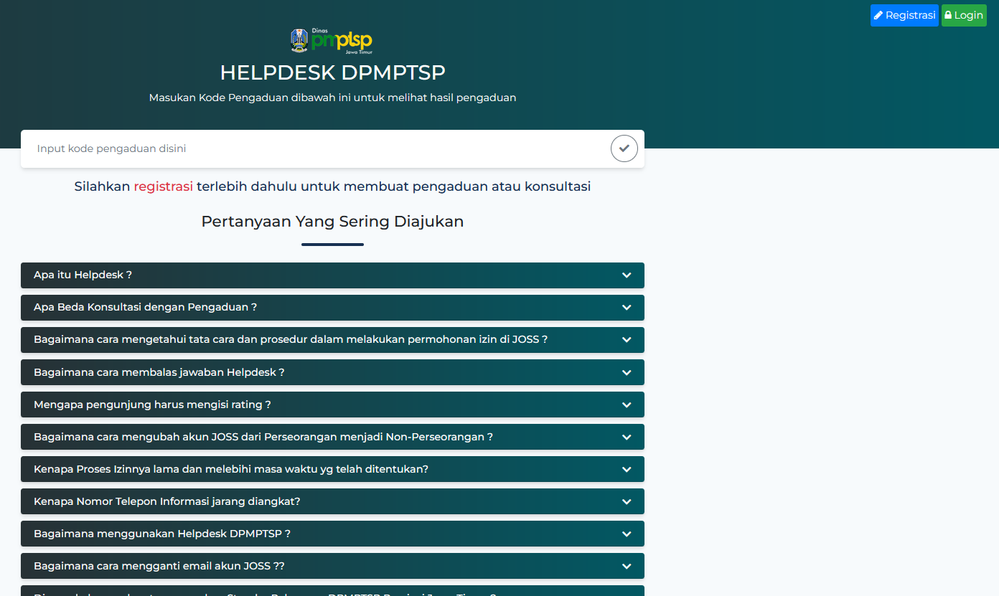 Registrasi
Login
Dinas
pmptsp
Jawa Timur
HELPDESK DPMPTSP
Masukan Kode Pengaduan dibawah ini untuk melihat hasil pengaduan
Input kode pengaduan disini
Silahkan registrasi terlebih dahulu untuk membuat pengaduan atau konsultasi
Pertanyaan Yang Sering Diajukan
Apa itu Helpdesk ?
Apa Beda Konsultasi dengan Pengaduan ?
Bagaimana cara mengetahui tata cara dan prosedur dalam melakukan permohonan izin di JOSS ?
Bagaimana cara membalas jawaban Helpdesk ?
Mengapa pengunjung harus mengisi rating ?
Bagaimana cara mengubah akun JOSS dari Perseorangan menjadi Non-Perseorangan ?
Kenapa Proses Izinnya lama dan melebihi masa waktu yg telah ditentukan?
Kenapa Nomor Telepon Informasi jarang diangkat?
Bagaimana menggunakan Helpdesk DPMPTSP ?
Bagaimana cara mengganti email akun JOSS ??